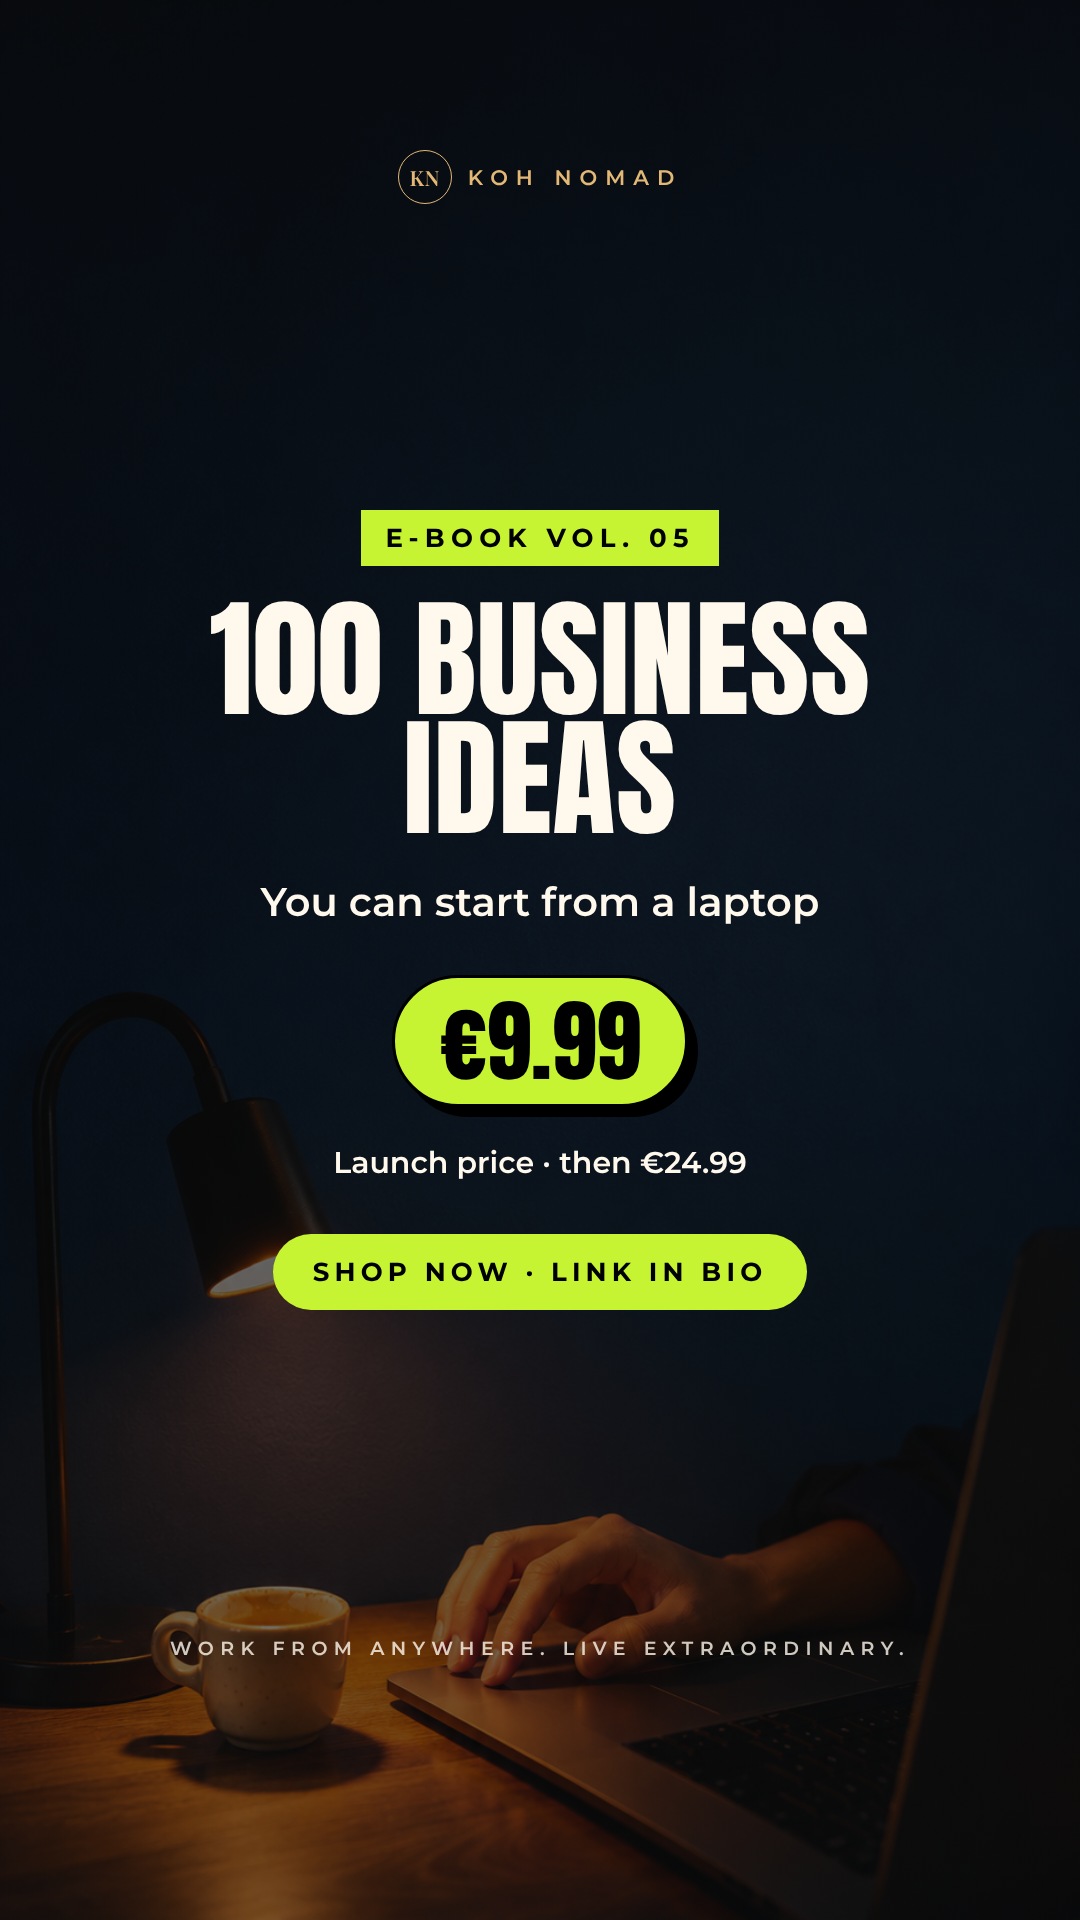 KN KOH NOMAD
E-BOOK VOL. 05
100 BUSINESS
IDEAS
You can start from a laptop
€9.99
Launch price · then €24.99
SHOP NOW · LINK IN BIO
WORK FROM ANYWHERE. LIVE EXTRAORDINARY.